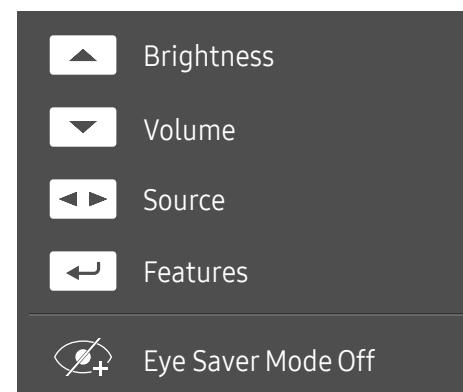 Brightness
Volume
Source
Features
Eye Saver Mode Off